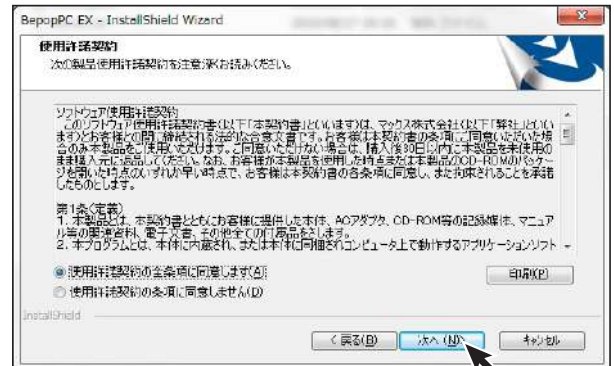 BepopPC EX - InstallShield Wizard
使用許諾契約
次の製品使用許諾契約を注意深くお読みください。
ソフトウェア使用許諾契約
このソフトウェア使用許諾契約書(以下「本契約書」といいます)は、マックス株式会社(以下「弊社」といい
ます)とお客様との間に締結される法的な合意文書です。お客様は本契約書の条項にご同意いただいた場
合のみ本製品をご使用いただけます。ご同意いただけない場合は、購入後30日以内に本製品を未使用の
まま購入元に返品してください。なお、お客様が本製品を使用した時点または本製品のCD-ROMのパッケー
ジを開いた時点のいずれか早い時点で、お客様は本契約書の各条項に同意し、また拘束されることを承諾
したものとします。
第1条(定義)
1. 本製品とは、本契約書とともにお客様に提供した本体、ACアダプタ、CD-ROM等の記録媒体、マニュア
ル等の関連資料、電子文書、その他全ての付属品をさします。
2. 本プログラムとは、本体に内蔵され、または本体に同梱されコンピュータ上で動作するアプリケーションソフト
使用許諾契約の全条項に同意します(A)
印刷(P)
使用許諾契約の条項に同意しません(D)
InstallShield
< 戻る(B)
次へ (N)>
キャンセル